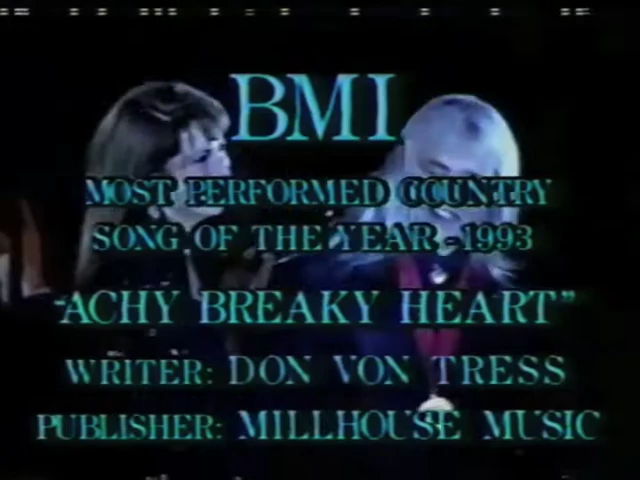 BMI
MOST PERFORMED COUNTRY
SONG OF THE YEAR - 1993
"ACHY BREAKY HEART"
WRITER: DON VON TRESS
PUBLISHER: MILLHOUSE MUSIC